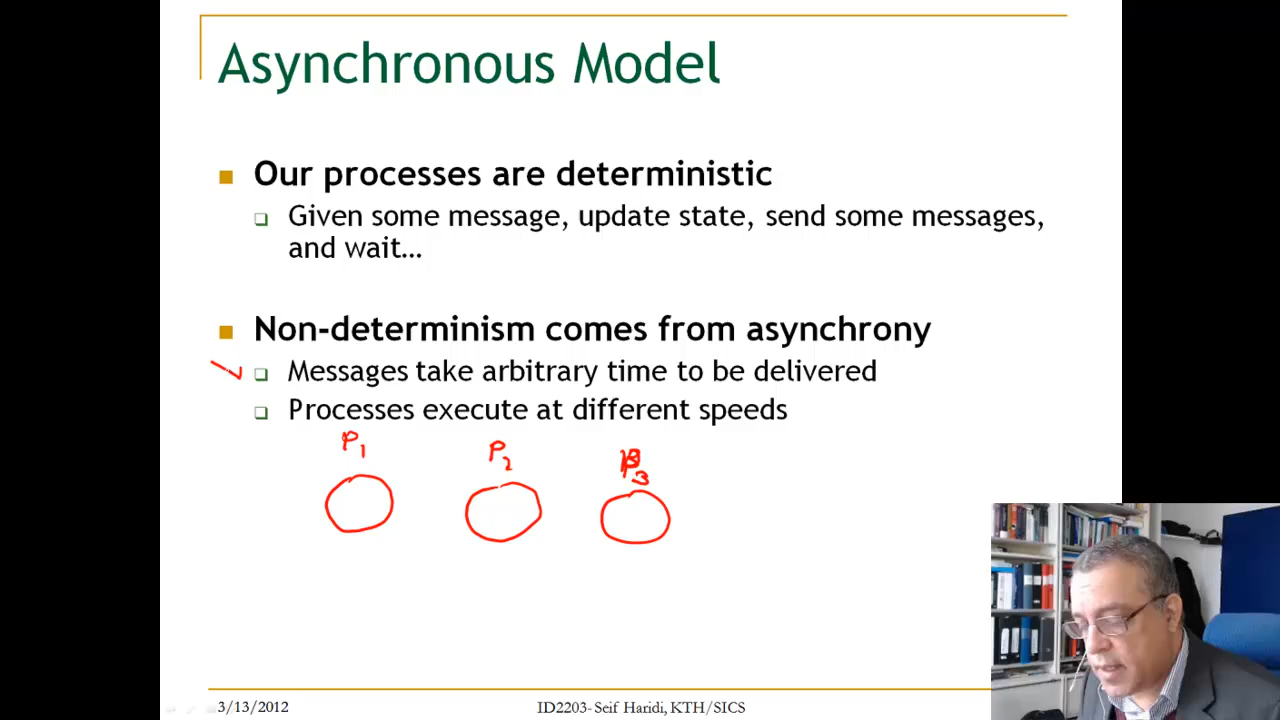 Asynchronous Model
Our processes are deterministic
Given some message, update state, send some messages,
and wait…
Non-determinism comes from asynchrony
Messages take arbitrary time to be delivered
Processes execute at different speeds
P1 P2 P3
3/13/2012 ID2203- Seif Haridi, KTH/SICS